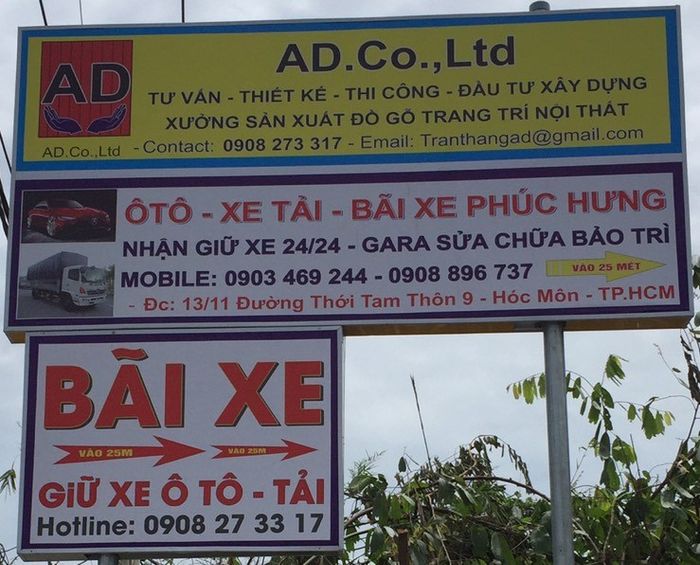 AD
AD.Co.,Ltd
AD.Co.,Ltd
TƯ VẤN - THIẾT KẾ - THI CÔNG - ĐẦU TƯ XÂY DỰNG
XƯỞNG SẢN XUẤT ĐỒ GỖ TRANG TRÍ NỘI THẤT
- Contact: 0908 273 317 - Email: Tranthangad@gmail.com
ÔTÔ - XE TẢI - BÃI XE PHÚC HƯNG
NHẬN GIỮ XE 24/24 - GARA SỬA CHỮA BẢO TRÌ
MOBILE: 0903 469 244 - 0908 896 737
VÀO 25 MÉT
- Đc: 13/11 Đường Thới Tam Thôn 9 - Hóc Môn - TP.HCM
BÃI XE
VÀO 25M VÀO 25M
GiỮ XE Ô TÔ - TẢI
Hotline: 0908 27 33 17